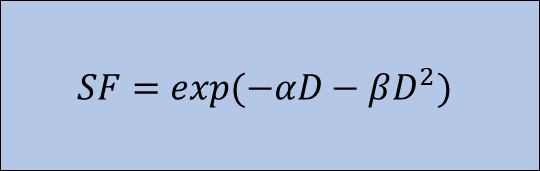 SF = exp(−αD − βD²)